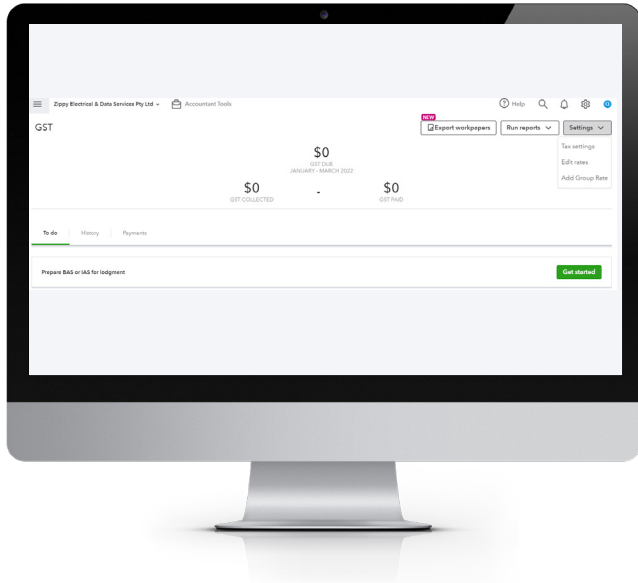 Zippy Electrical & Data Services Pty Ltd
Accountant Tools
Help
GST
NEW
Export workpapers
Run reports
Settings
Tax settings
Edit rates
Add Group Rate
$0
GST DUE
JANUARY - MARCH 2022
$0
GST COLLECTED
-
$0
GST PAID
To do
History
Payments
Prepare BAS or IAS for lodgment
Get started